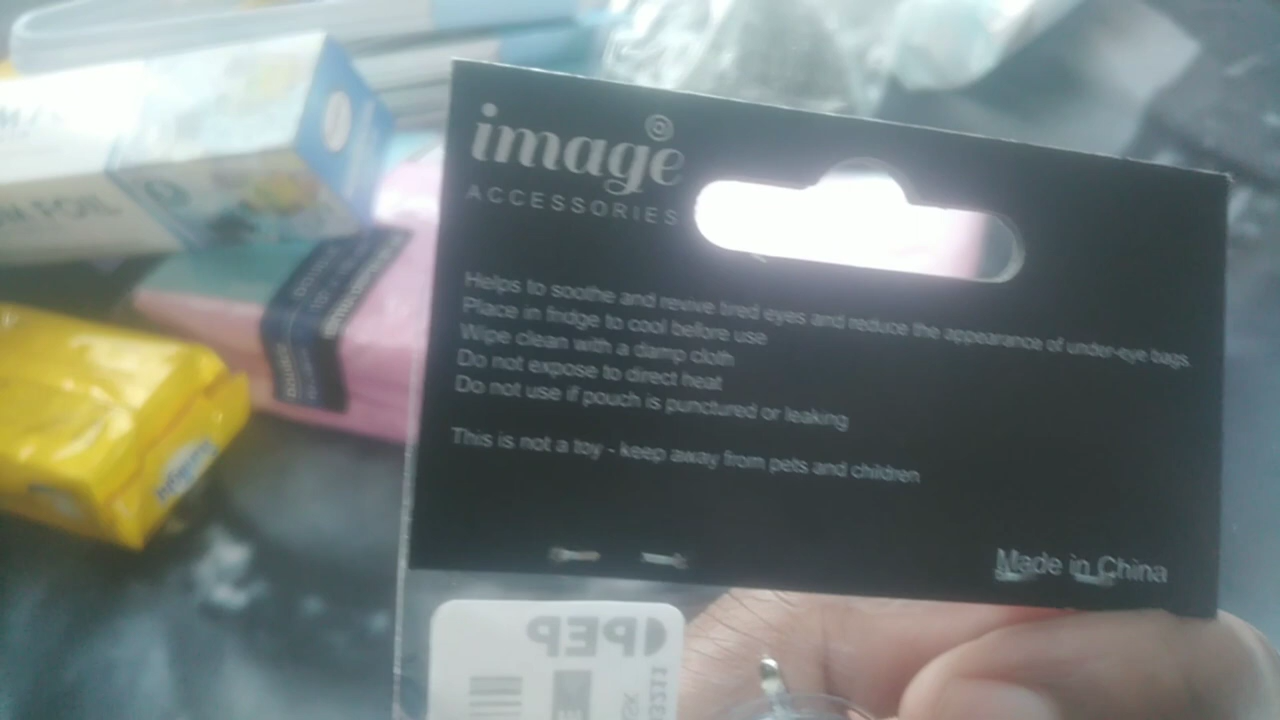 image
ACCESSORIES
Helps to soothe and revive tired eyes and reduce the appearance of under-eye bags.
Place in fridge to cool before use
Wipe clean with a damp cloth
Do not expose to direct heat
Do not use if pouch is punctured or leaking
This is not a toy - keep away from pets and children
Made in China
PEP
FOIL